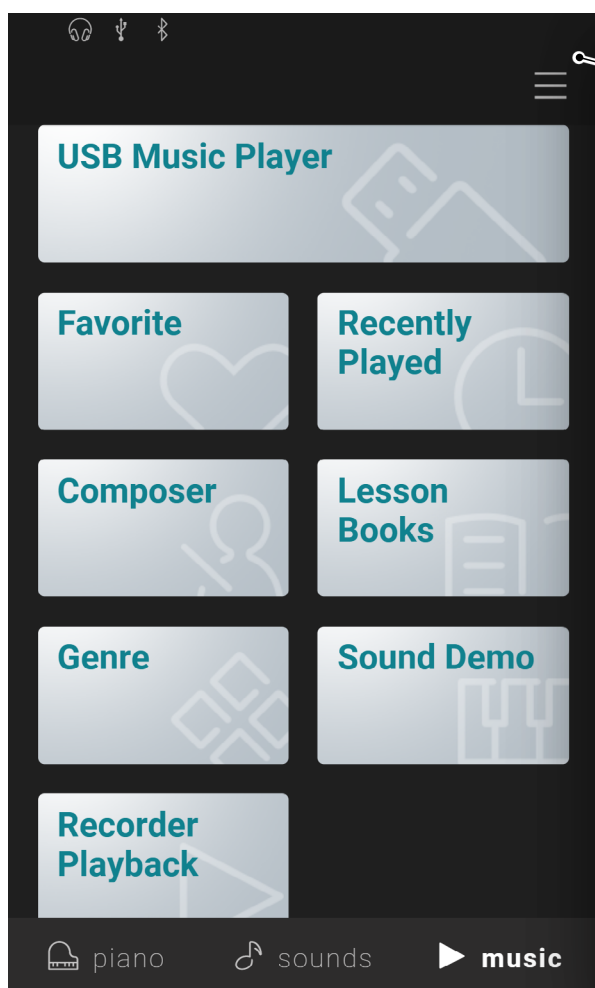 USB Music Player
Favorite
Recently
Played
Composer
Lesson
Books
Genre
Sound Demo
Recorder
Playback
piano
sounds
music